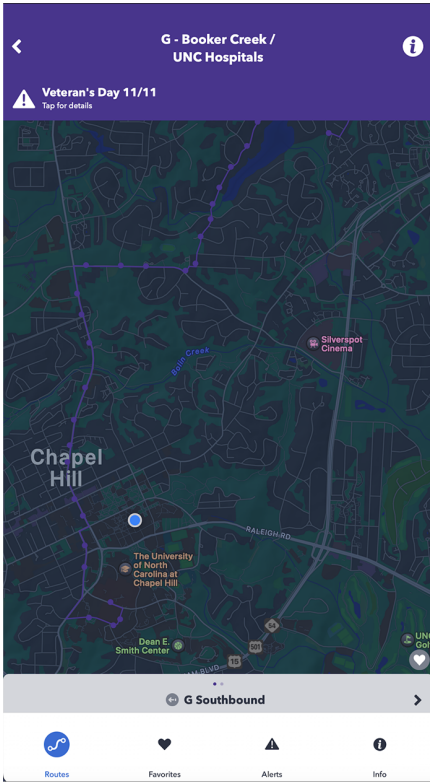 G - Booker Creek /
UNC Hospitals
Veteran's Day 11/11
Tap for details
Silverspot
Cinema
Bolin Creek
Chapel
Hill
RALEIGH RD
The University
of North
Carolina at
Chapel Hill
54
Dean E.
Smith Center
501
15
UNC
M BLVD
G Southbound
Routes
Favorites
Alerts
Info